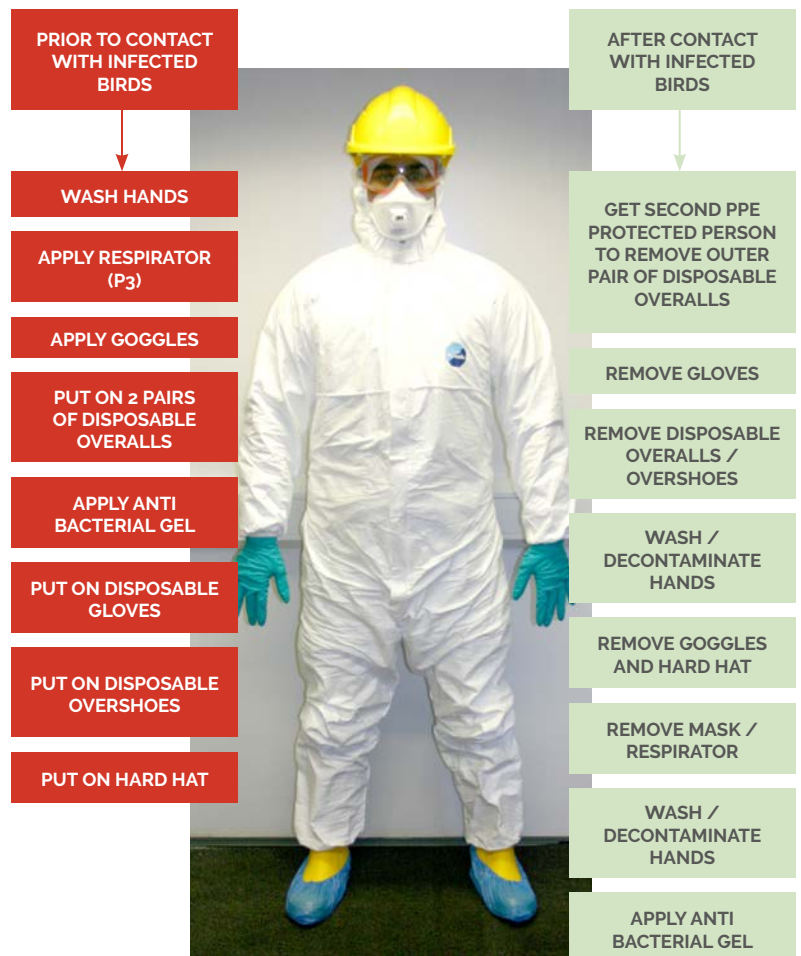 PRIOR TO CONTACT
WITH INFECTED
BIRDS
WASH HANDS
APPLY RESPIRATOR
(P3)
APPLY GOGGLES
PUT ON 2 PAIRS
OF DISPOSABLE
OVERALLS
APPLY ANTI
BACTERIAL GEL
PUT ON DISPOSABLE
GLOVES
PUT ON DISPOSABLE
OVERSHOES
PUT ON HARD HAT
AFTER CONTACT
WITH INFECTED
BIRDS
GET SECOND PPE
PROTECTED PERSON
TO REMOVE OUTER
PAIR OF DISPOSABLE
OVERALLS
REMOVE GLOVES
REMOVE DISPOSABLE
OVERALLS /
OVERSHOES
WASH /
DECONTAMINATE
HANDS
REMOVE GOGGLES
AND HARD HAT
REMOVE MASK /
RESPIRATOR
WASH /
DECONTAMINATE
HANDS
APPLY ANTI
BACTERIAL GEL